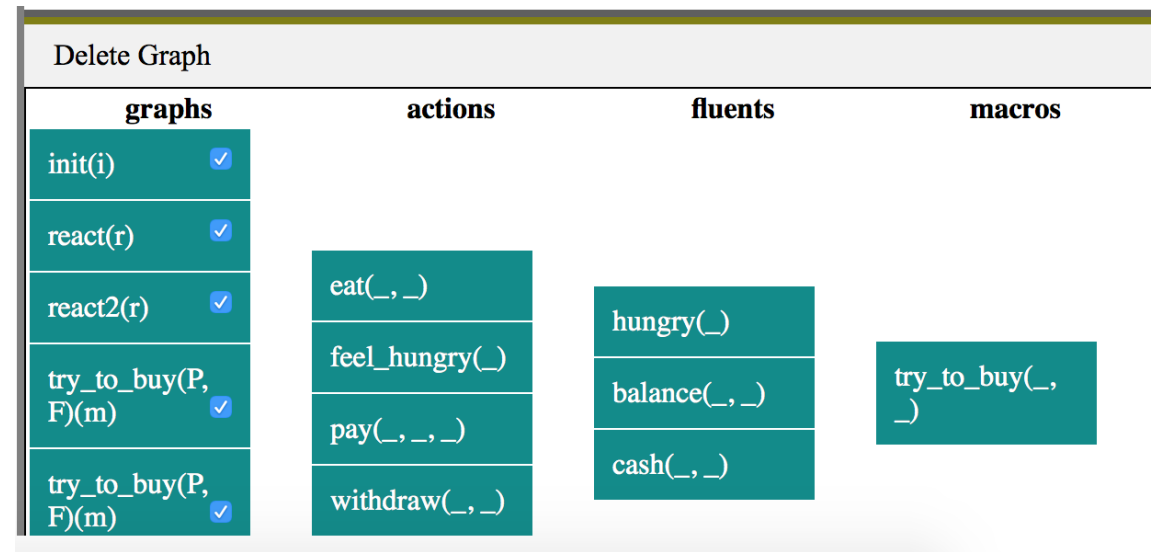 Delete Graph
graphs
actions
fluents
macros
init(i)
react(r)
react2(r)
try_to_buy(P,
F)(m)
try_to_buy(P,
F)(m)
eat(_, _)
feel_hungry(_)
pay(_, _, _)
withdraw(_, _)
hungry(_)
balance(_, _)
cash(_, _)
try_to_buy(_,
_)